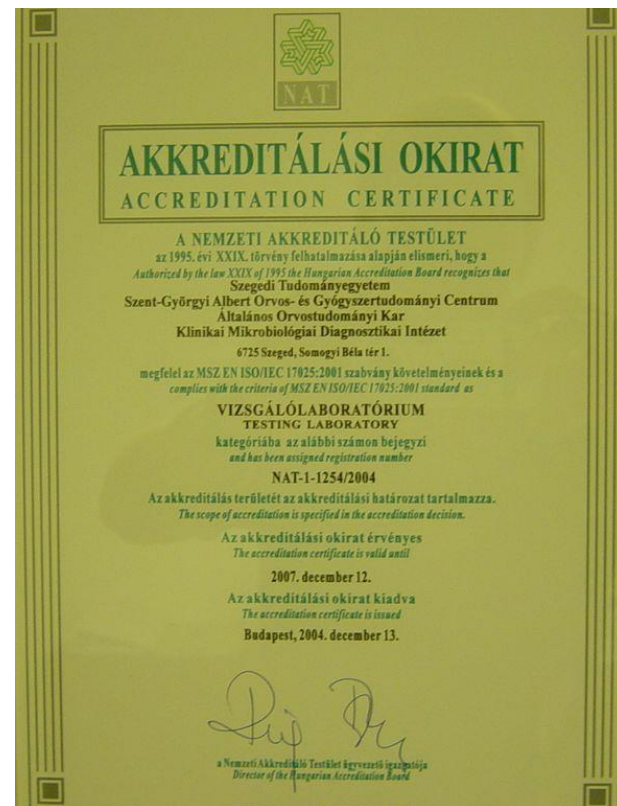 NAT
AKKREDITÁLÁSI OKIRAT
ACCREDITATION CERTIFICATE
A NEMZETI AKKREDITÁLÓ TESTÜLET
az 1995. évi XXIX. törvény felhatalmazása alapján elismeri, hogy a
Authorized by the law XXIX of 1995 the Hungarian Accreditation Board recognizes that
Szegedi Tudományegyetem
Szent-Györgyi Albert Orvos- és Gyógyszertudományi Centrum
Általános Orvostudományi Kar
Klinikai Mikrobiológiai Diagnosztikai Intézet
6725 Szeged, Somogyi Béla tér 1.
megfelel az MSZ EN ISO/IEC 17025:2001 szabvány követelményeinek és a
complies with the criteria of MSZ EN ISO/IEC 17025:2001 standard as
VIZSGÁLÓLABORATÓRIUM
TESTING LABORATORY
kategóriába az alábbi számon bejegyzi
and has been assigned registration number
NAT-1-1254/2004
Az akkreditálás területét az akkreditálási határozat tartalmazza.
The scope of accreditation is specified in the accreditation decision.
Az akkreditálási okirat érvényes
The accreditation certificate is valid until
2007. december 12.
Az akkreditálási okirat kiadva
The accreditation certificate is issued
Budapest, 2004. december 13.
a Nemzeti Akkreditáló Testület ügyvezető igazgatója
Director of the Hungarian Accreditation Board